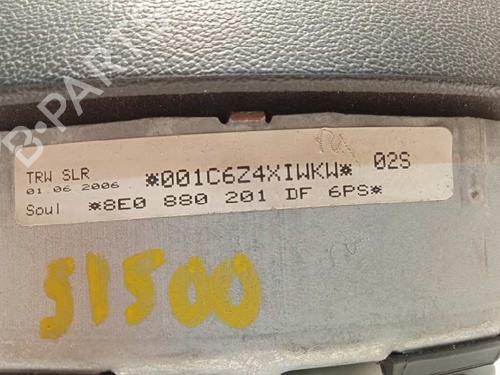 B-PARTS
TRW SLR *001C6Z4XIWKW* 02S
01.06 2006
Soul *8E0 880 201 DF 6PS*
51500